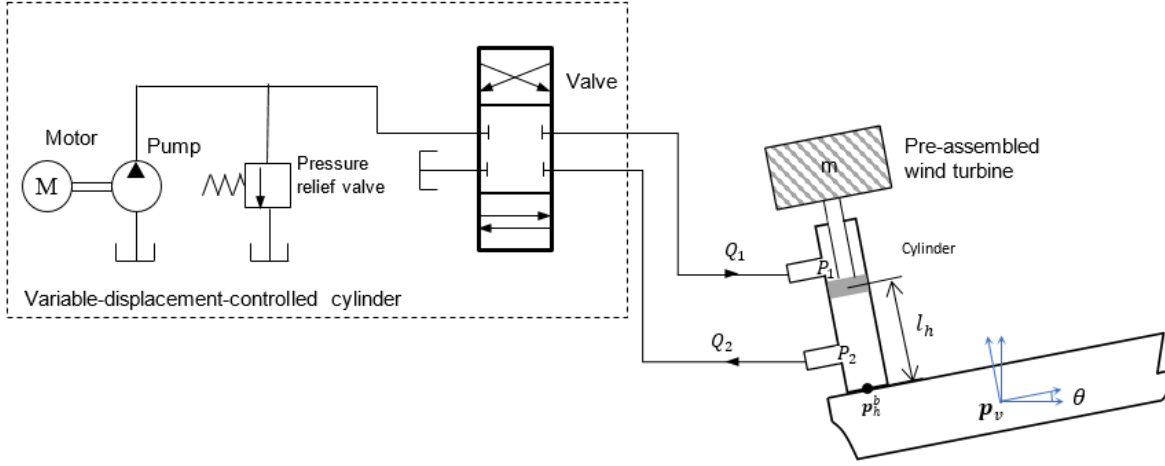 Valve
Motor
Pump
M
Pressure
relief valve
Variable-displacement-controlled cylinder
m
Pre-assembled
wind turbine
Cylinder
Q₁
P₁
Q₂
P₂
lₕ
pₕᵇ
pᵥ
θ